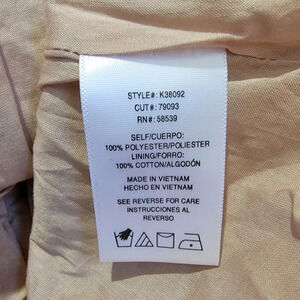 STYLE#: K38092
CUT#: 79093
RN#: 58539
SELF/CUERPO:
100% POLYESTER/POLIESTER
LINING/FORRO:
100% COTTON/ALGODÓN
MADE IN VIETNAM
HECHO EN VIETNAM
SEE REVERSE FOR CARE
INSTRUCCIONES AL
REVERSO